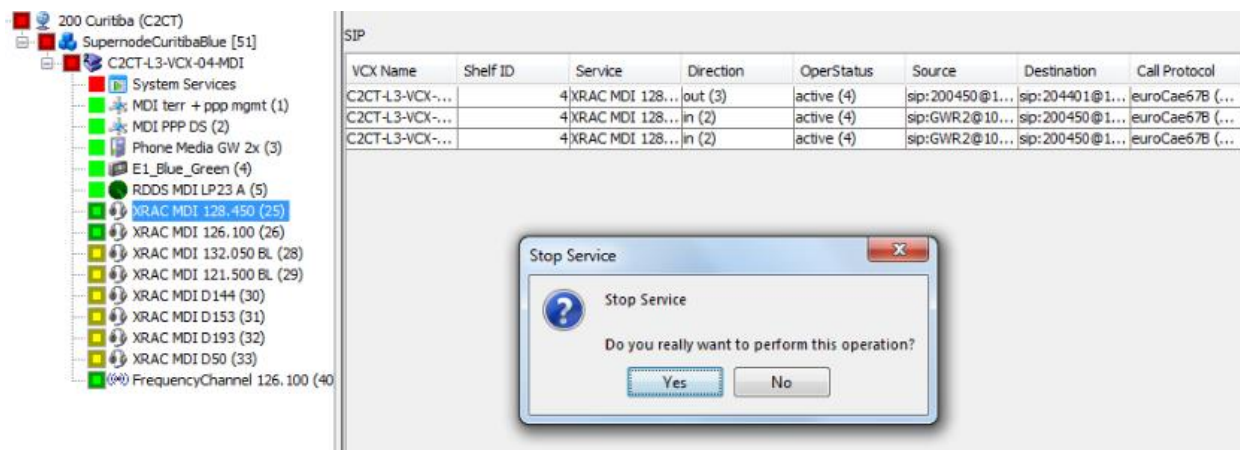 200 Curitiba (C2CT)
SupernodeCuritibaBlue [51]
C2CT-L3-VCX-04-MDI
System Services
MDI terr + ppp mgmt (1)
MDI PPP DS (2)
Phone Media GW 2x (3)
E1_Blue_Green (4)
RDDS MDI LP23 A (5)
XRAC MDI 128.450 (25)
XRAC MDI 126.100 (26)
XRAC MDI 132.050 BL (28)
XRAC MDI 121.500 BL (29)
XRAC MDI D144 (30)
XRAC MDI D153 (31)
XRAC MDI D193 (32)
XRAC MDI D50 (33)
FrequencyChannel 126.100 (40
SIP
VCX Name Shelf ID Service Direction OperStatus Source Destination Call Protocol
C2CT-L3-VCX-... 4 XRAC MDI 128... out (3) active (4) sip:200450@1... sip:204401@1... euroCae67B (...
C2CT-L3-VCX-... 4 XRAC MDI 128... in (2) active (4) sip:GWR2@10... sip:200450@1... euroCae67B (...
C2CT-L3-VCX-... 4 XRAC MDI 128... in (2) active (4) sip:GWR2@10... sip:200450@1... euroCae67B (...
Stop Service
Stop Service
Do you really want to perform this operation?
Yes No